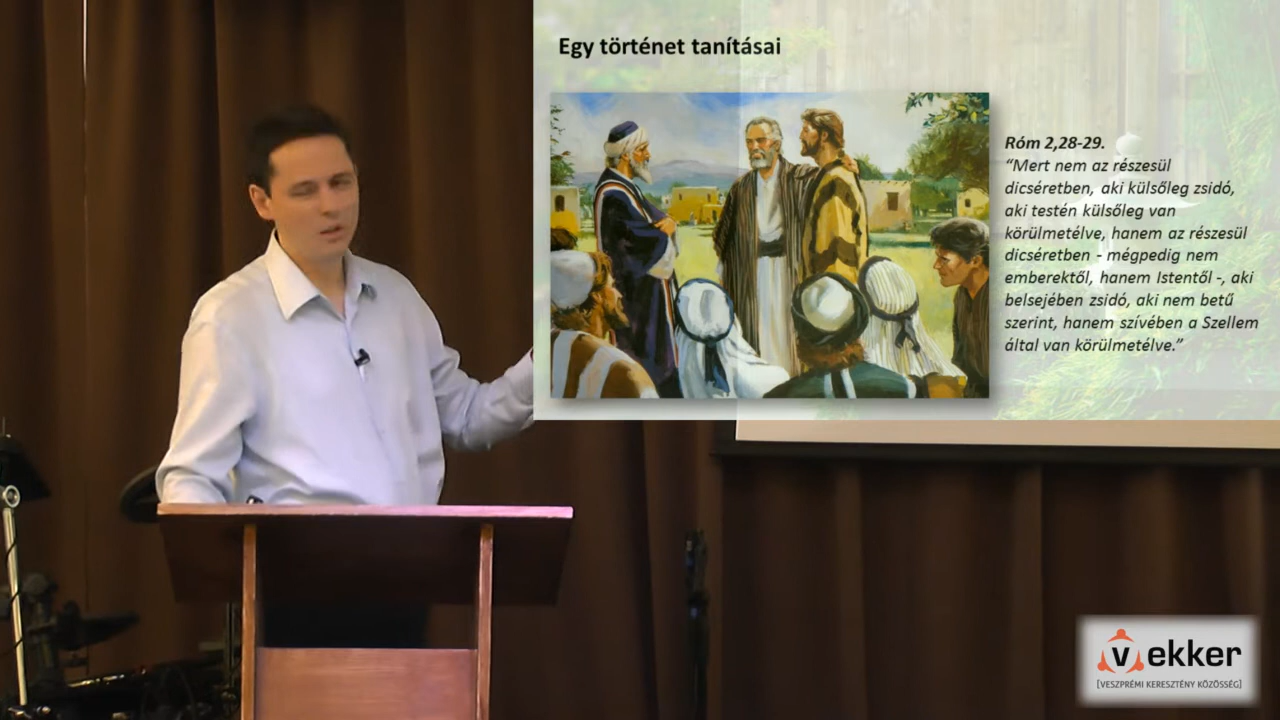 Egy történet tanításai
Róm 2,28-29.
“Mert nem az részesül
dicséretben, aki külsőleg zsidó,
aki testén külsőleg van
körülmetélve, hanem az részesül
dicséretben - mégpedig nem
emberektől, hanem Istentől -, aki
belsejében zsidó, aki nem betű
szerint, hanem szívében a Szellem
által van körülmetélve.”
vekker
[VESZPRÉMI KERESZTÉNY KÖZÖSSÉG]